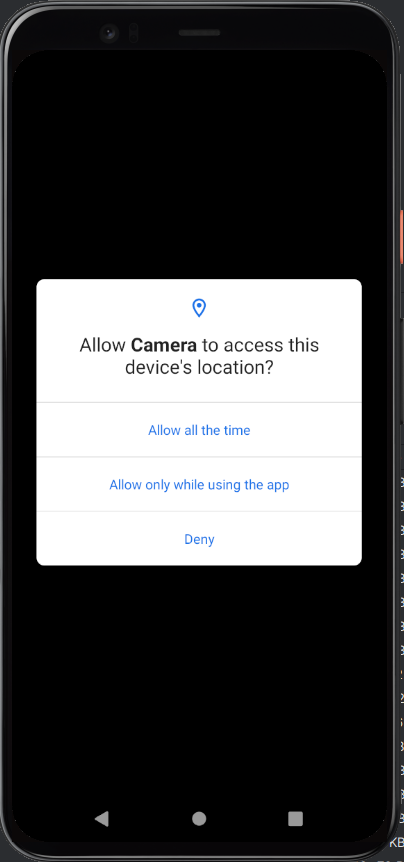 Allow Camera to access this
device's location?
Allow all the time
Allow only while using the app
Deny
KB